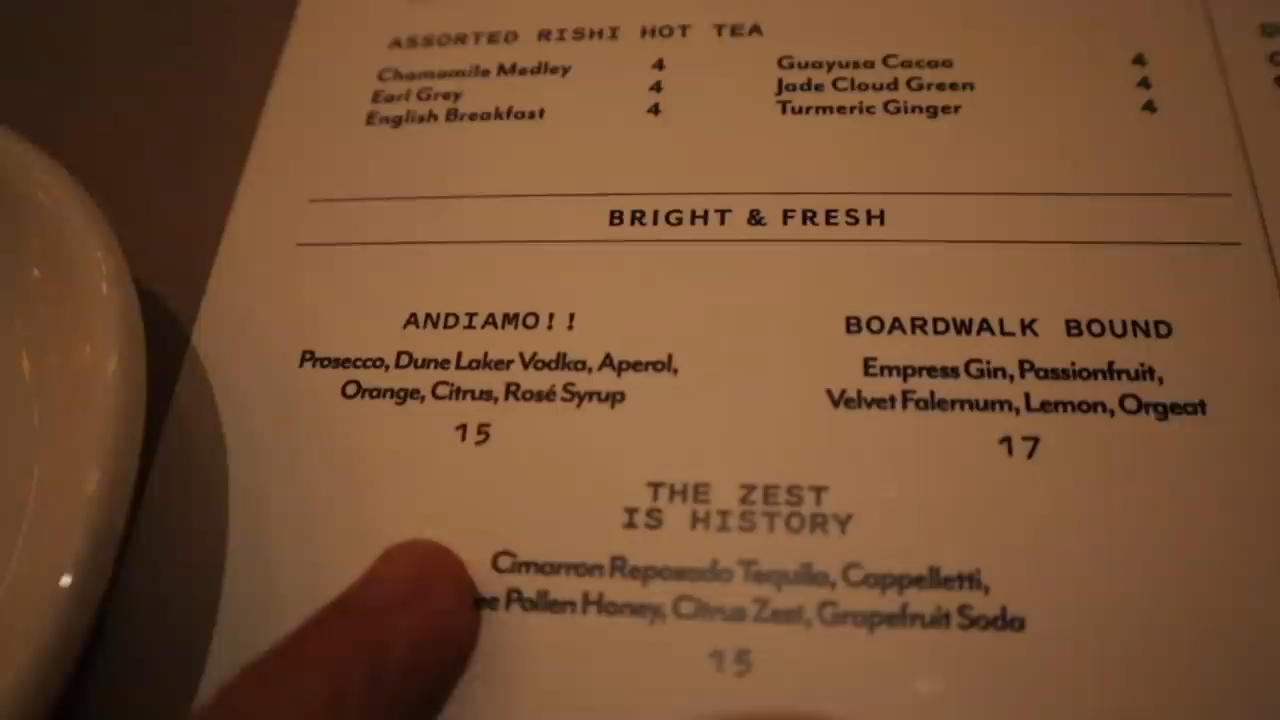 ASSORTED RISHI HOT TEA
Chamomile Medley 4 Guayusa Cacao 4
Earl Grey 4 Jade Cloud Green 4
English Breakfast 4 Turmeric Ginger 4
BRIGHT & FRESH
ANDIAMO!!
Prosecco, Dune Laker Vodka, Aperol,
Orange, Citrus, Rosé Syrup
15
BOARDWALK BOUND
Empress Gin, Passionfruit,
Velvet Falernum, Lemon, Orgeat
17
THE ZEST
IS HISTORY
Cimarron Reposado Tequila, Cappelletti,
Pollen Honey, Citrus Zest, Grapefruit Soda
15